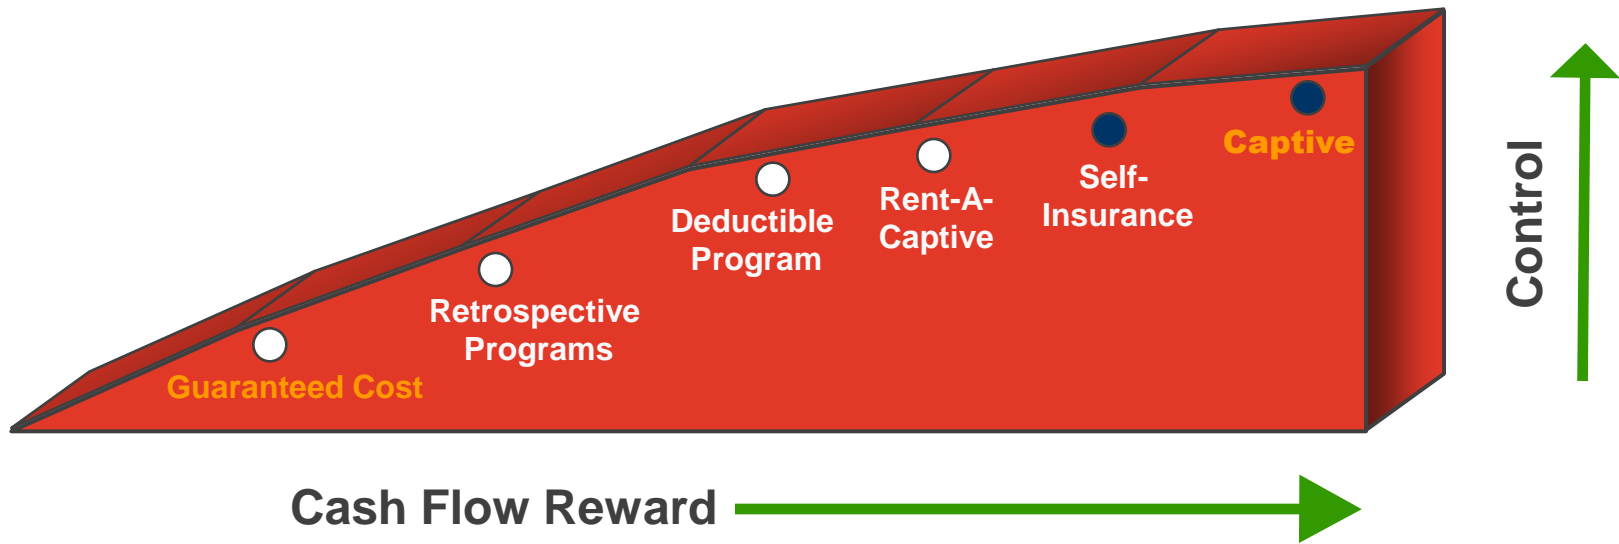 Captive
Self-
Insurance
Rent-A-
Captive
Deductible
Program
Retrospective
Programs
Guaranteed Cost
Control
Cash Flow Reward